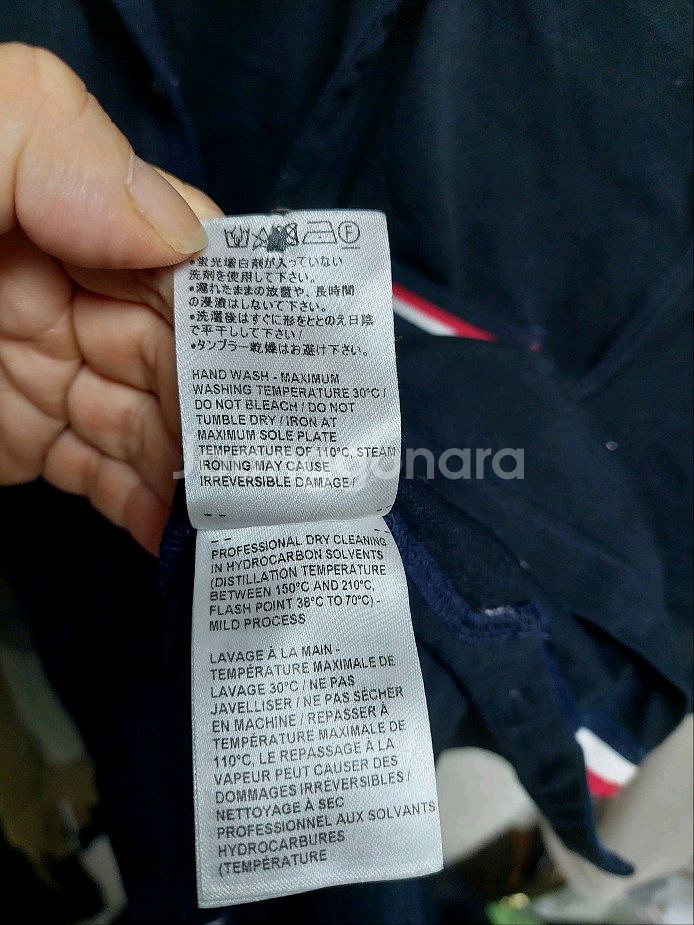 F
•蛍光増白剤が入っていない
洗剤を使用して下さい。
•濡れたままの放置や、長時間
の浸漬はしないで下さい。
•洗濯後はすぐに形をととのえ日陰
で平干しして下さい/
•タンブラー乾燥はお避け下さい。
HAND WASH - MAXIMUM
WASHING TEMPERATURE 30°C /
DO NOT BLEACH / DO NOT
TUMBLE DRY / IRON AT
MAXIMUM SOLE PLATE
TEMPERATURE OF 110°C, STEAM
IRONING MAY CAUSE
IRREVERSIBLE DAMAGE /
PROFESSIONAL DRY CLEANING
IN HYDROCARBON SOLVENTS
(DISTILLATION TEMPERATURE
BETWEEN 150°C AND 210°C,
FLASH POINT 38°C TO 70°C) -
MILD PROCESS
LAVAGE À LA MAIN -
TEMPÉRATURE MAXIMALE DE
LAVAGE 30°C / NE PAS
JAVELLISER / NE PAS SÉCHER
EN MACHINE / REPASSER À
TEMPÉRATURE MAXIMALE DE
110°C, LE REPASSAGE À LA
VAPEUR PEUT CAUSER DES
DOMMAGES IRRÉVERSIBLES /
NETTOYAGE À SEC
PROFESSIONNEL AUX SOLVANTS
HYDROCARBURES
(TEMPÉRATURE